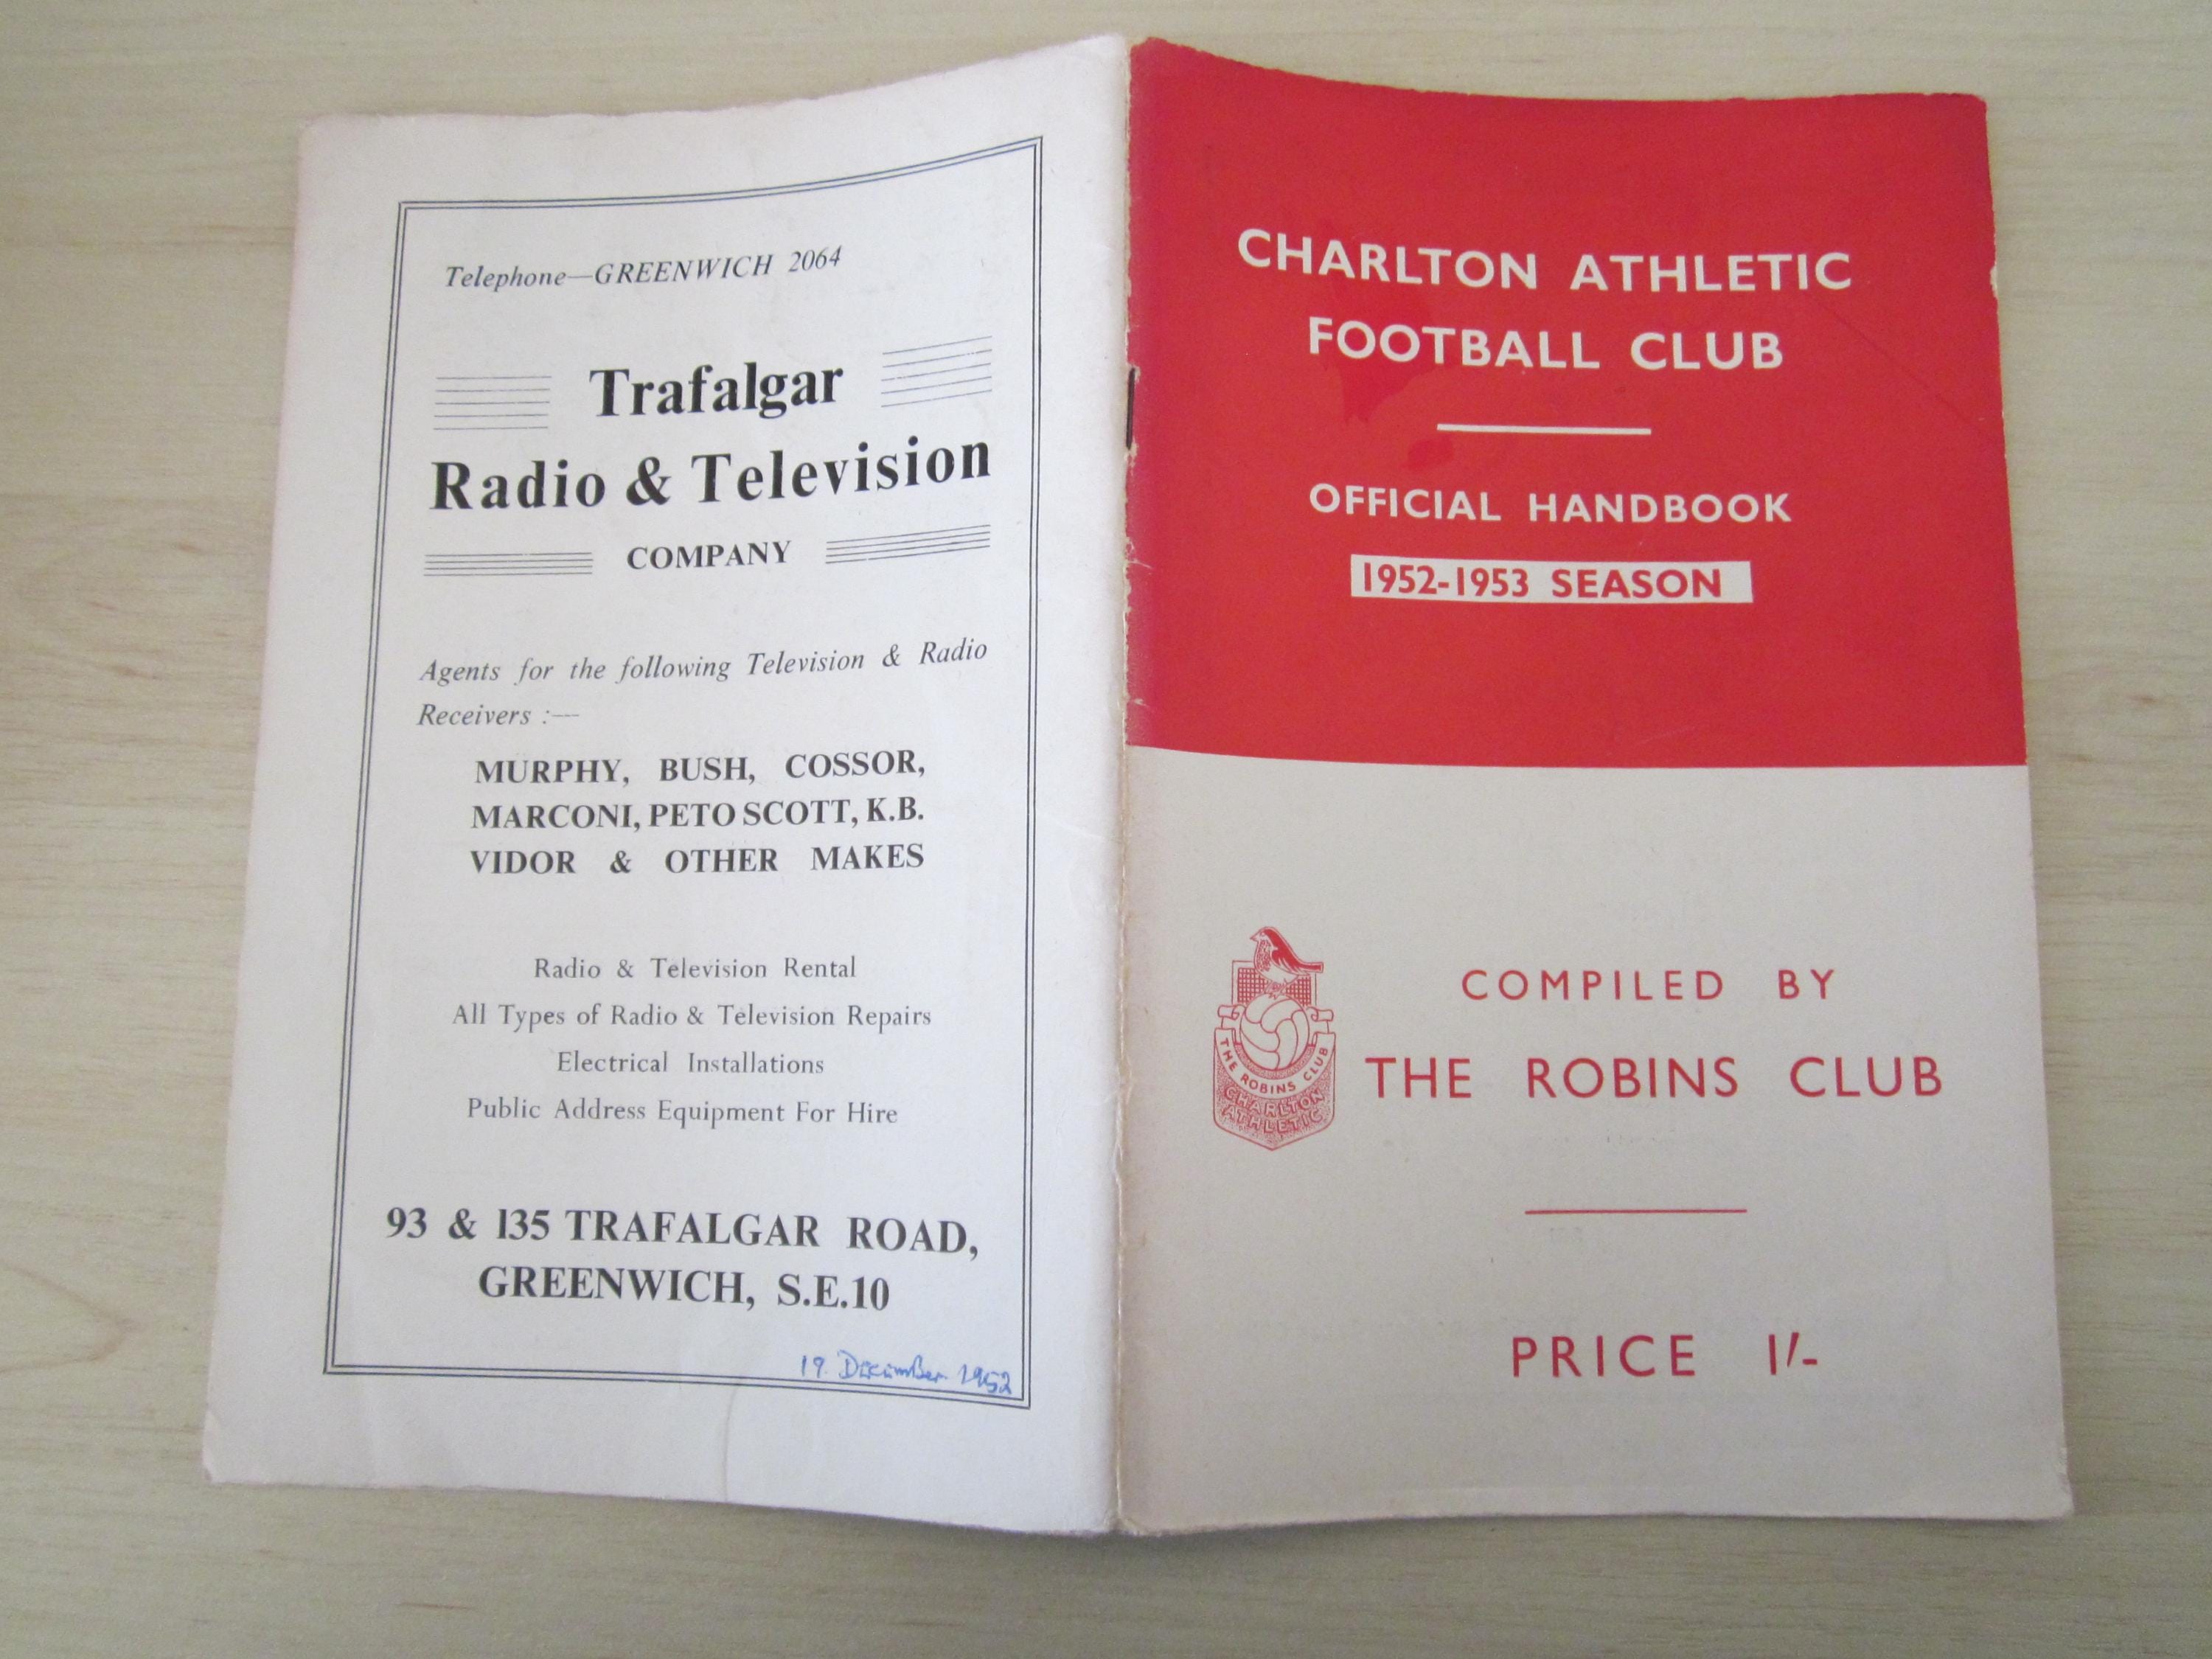 Telephone—GREENWICH 2064
Trafalgar
Radio & Television
COMPANY
Agents for the following Television & Radio
Receivers :—
MURPHY, BUSH, COSSOR,
MARCONI, PETO SCOTT, K.B.
VIDOR & OTHER MAKES
Radio & Television Rental
All Types of Radio & Television Repairs
Electrical Installations
Public Address Equipment For Hire
93 & 135 TRAFALGAR ROAD,
GREENWICH, S.E.10
19 December 1952
CHARLTON ATHLETIC
FOOTBALL CLUB
OFFICIAL HANDBOOK
1952-1953 SEASON
COMPILED BY
THE ROBINS CLUB
THE ROBINS CLUB
CHARLTON
ATHLETIC
PRICE 1/-